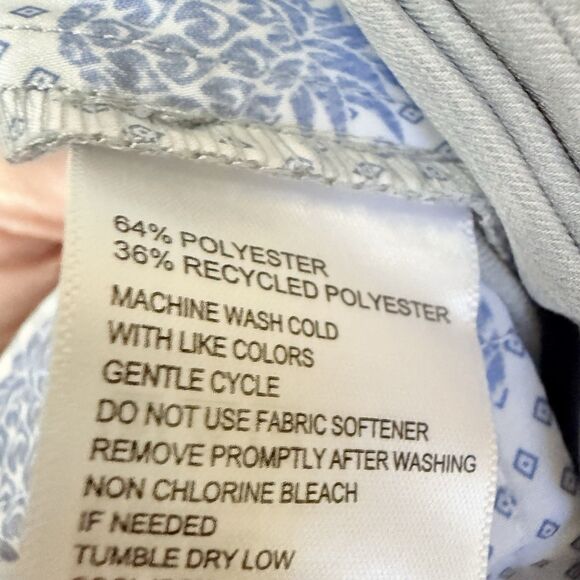 64% POLYESTER
36% RECYCLED POLYESTER
MACHINE WASH COLD
WITH LIKE COLORS
GENTLE CYCLE
DO NOT USE FABRIC SOFTENER
REMOVE PROMPTLY AFTER WASHING
NON CHLORINE BLEACH
IF NEEDED
TUMBLE DRY LOW